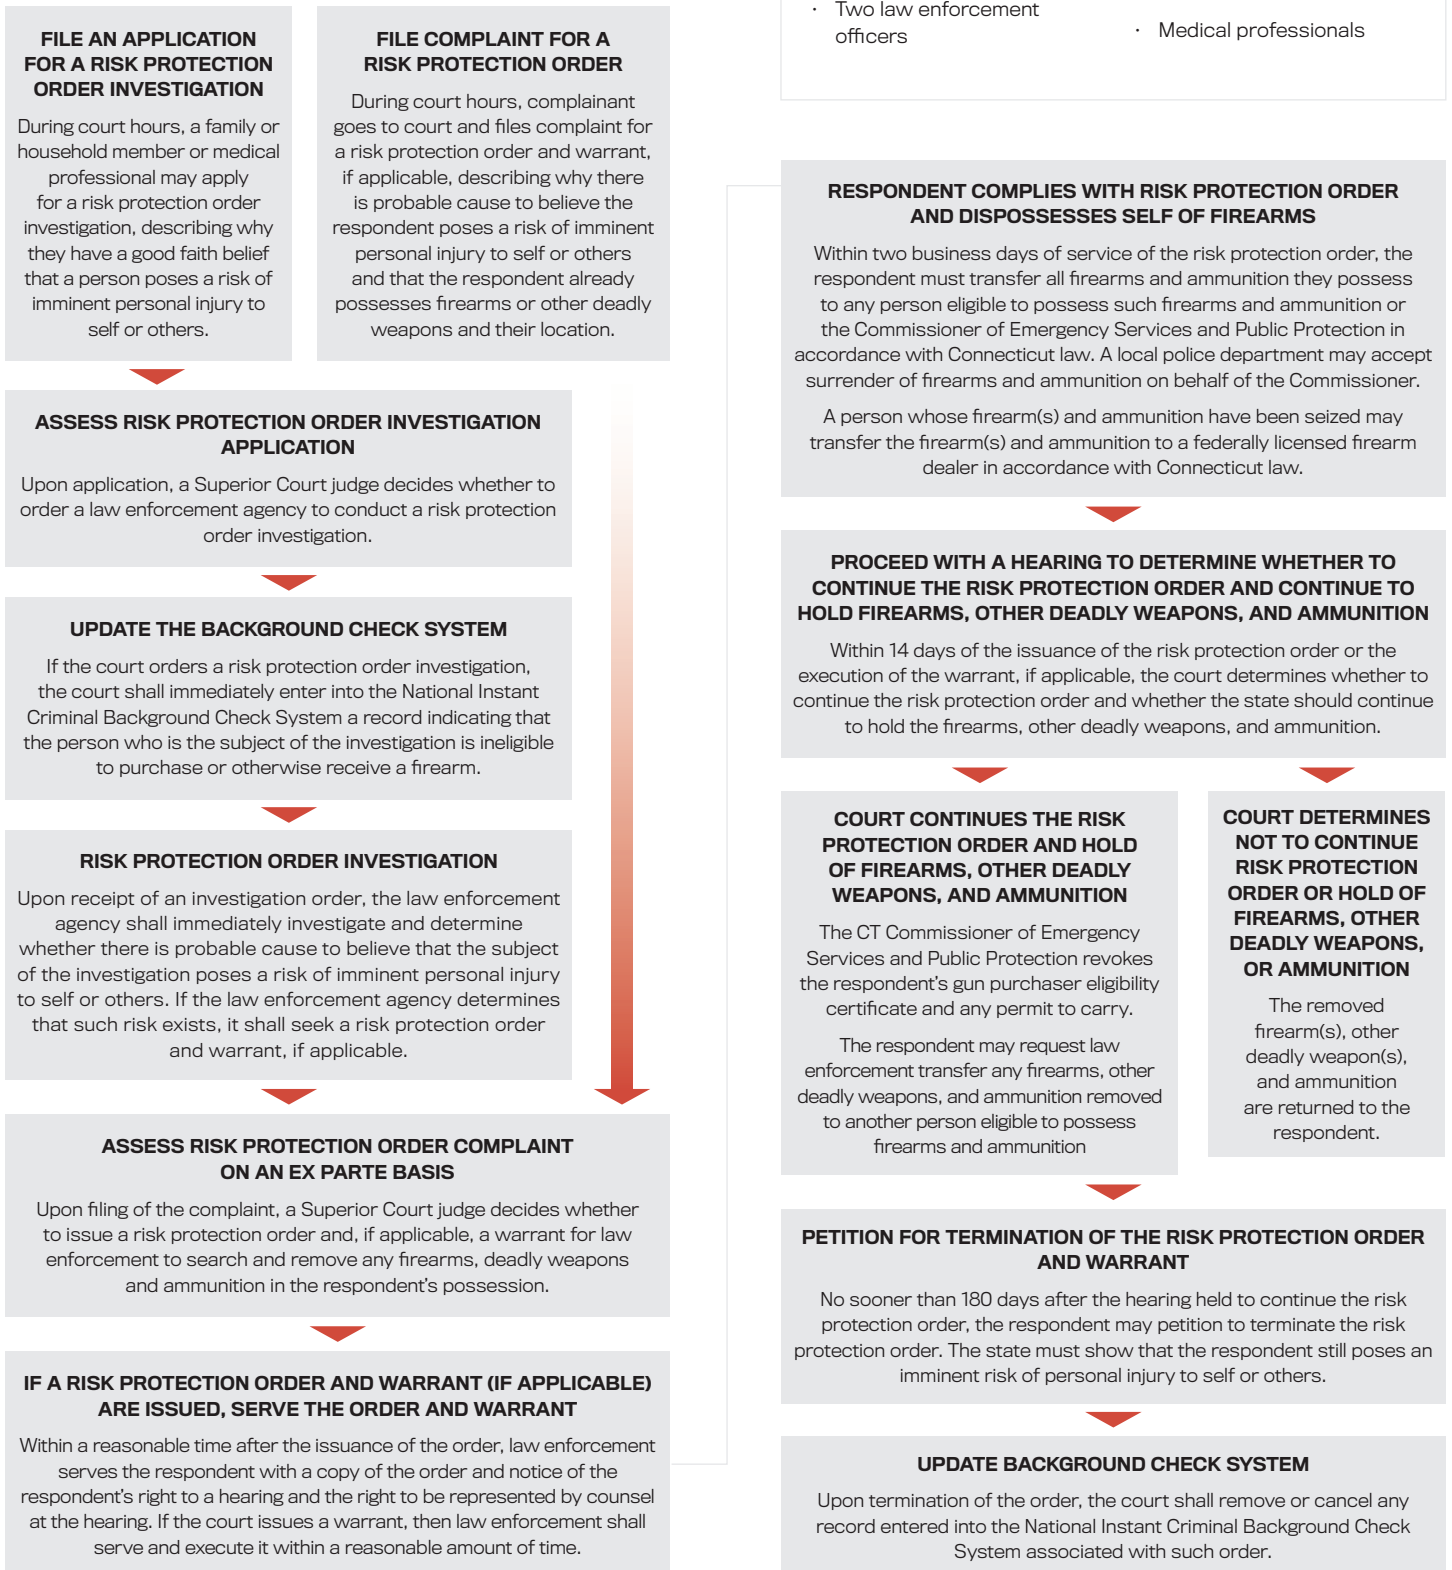 FILE AN APPLICATION
FOR A RISK PROTECTION
ORDER INVESTIGATION
During court hours, a family or
household member or medical
professional may apply
for a risk protection order
investigation, describing why
they have a good faith belief
that a person poses a risk of
imminent personal injury to
self or others.
FILE COMPLAINT FOR A
RISK PROTECTION ORDER
During court hours, complainant
goes to court and files complaint for
a risk protection order and warrant,
if applicable, describing why there
is probable cause to believe the
respondent poses a risk of imminent
personal injury to self or others
and that the respondent already
possesses firearms or other deadly
weapons and their location.
ASSESS RISK PROTECTION ORDER INVESTIGATION
APPLICATION
Upon application, a Superior Court judge decides whether to
order a law enforcement agency to conduct a risk protection
order investigation.
UPDATE THE BACKGROUND CHECK SYSTEM
If the court orders a risk protection order investigation,
the court shall immediately enter into the National Instant
Criminal Background Check System a record indicating that
the person who is the subject of the investigation is ineligible
to purchase or otherwise receive a firearm.
RISK PROTECTION ORDER INVESTIGATION
Upon receipt of an investigation order, the law enforcement
agency shall immediately investigate and determine
whether there is probable cause to believe that the subject
of the investigation poses a risk of imminent personal injury
to self or others. If the law enforcement agency determines
that such risk exists, it shall seek a risk protection order
and warrant, if applicable.
ASSESS RISK PROTECTION ORDER COMPLAINT
ON AN EX PARTE BASIS
Upon filing of the complaint, a Superior Court judge decides whether
to issue a risk protection order and, if applicable, a warrant for law
enforcement to search and remove any firearms, deadly weapons
and ammunition in the respondent's possession.
IF A RISK PROTECTION ORDER AND WARRANT (IF APPLICABLE)
ARE ISSUED, SERVE THE ORDER AND WARRANT
Within a reasonable time after the issuance of the order, law enforcement
serves the respondent with a copy of the order and notice of the
respondent's right to a hearing and the right to be represented by counsel
at the hearing. If the court issues a warrant, then law enforcement shall
serve and execute it within a reasonable amount of time.
· Two law enforcement
officers
· Medical professionals
RESPONDENT COMPLIES WITH RISK PROTECTION ORDER
AND DISPOSSESSES SELF OF FIREARMS
Within two business days of service of the risk protection order, the
respondent must transfer all firearms and ammunition they possess
to any person eligible to possess such firearms and ammunition or
the Commissioner of Emergency Services and Public Protection in
accordance with Connecticut law. A local police department may accept
surrender of firearms and ammunition on behalf of the Commissioner.
A person whose firearm(s) and ammunition have been seized may
transfer the firearm(s) and ammunition to a federally licensed firearm
dealer in accordance with Connecticut law.
PROCEED WITH A HEARING TO DETERMINE WHETHER TO
CONTINUE THE RISK PROTECTION ORDER AND CONTINUE TO
HOLD FIREARMS, OTHER DEADLY WEAPONS, AND AMMUNITION
Within 14 days of the issuance of the risk protection order or the
execution of the warrant, if applicable, the court determines whether to
continue the risk protection order and whether the state should continue
to hold the firearms, other deadly weapons, and ammunition.
COURT CONTINUES THE RISK
PROTECTION ORDER AND HOLD
OF FIREARMS, OTHER DEADLY
WEAPONS, AND AMMUNITION
The CT Commissioner of Emergency
Services and Public Protection revokes
the respondent's gun purchaser eligibility
certificate and any permit to carry.
The respondent may request law
enforcement transfer any firearms, other
deadly weapons, and ammunition removed
to another person eligible to possess
firearms and ammunition
COURT DETERMINES
NOT TO CONTINUE
RISK PROTECTION
ORDER OR HOLD OF
FIREARMS, OTHER
DEADLY WEAPONS,
OR AMMUNITION
The removed
firearm(s), other
deadly weapon(s),
and ammunition
are returned to the
respondent.
PETITION FOR TERMINATION OF THE RISK PROTECTION ORDER
AND WARRANT
No sooner than 180 days after the hearing held to continue the risk
protection order, the respondent may petition to terminate the risk
protection order. The state must show that the respondent still poses an
imminent risk of personal injury to self or others.
UPDATE BACKGROUND CHECK SYSTEM
Upon termination of the order, the court shall remove or cancel any
record entered into the National Instant Criminal Background Check
System associated with such order.